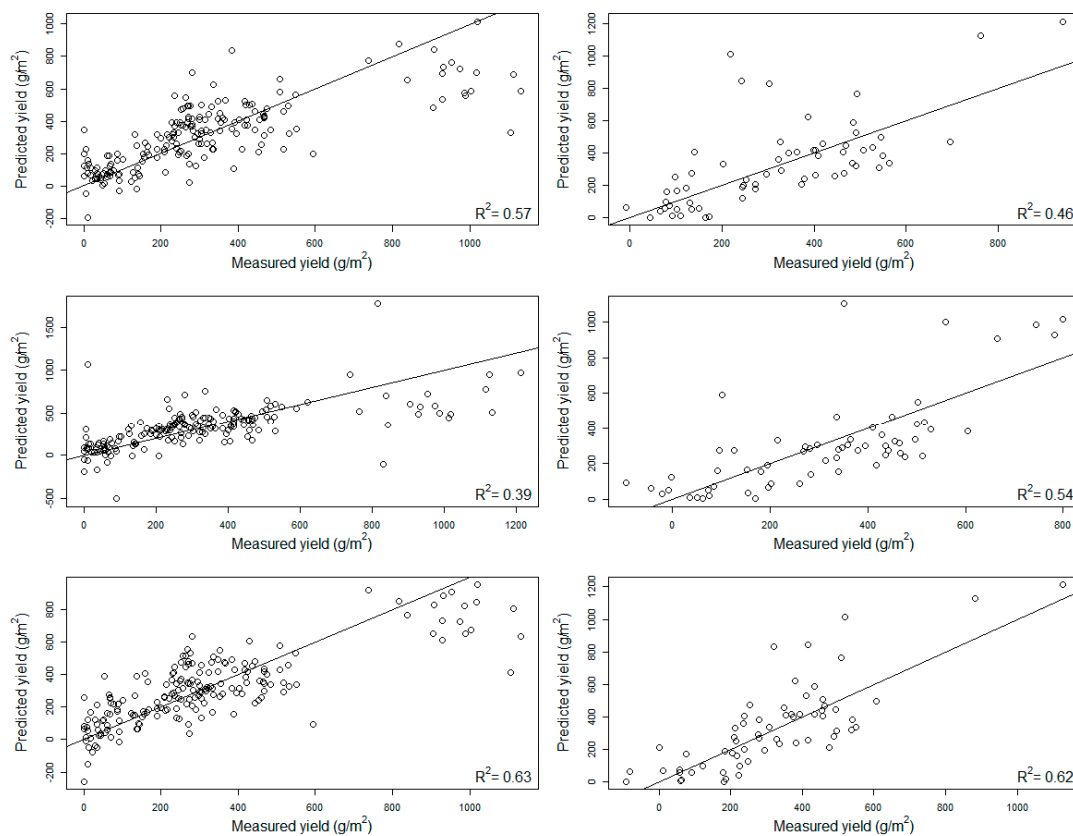 1000
800
600
400
200
0
-200
Predicted yield (g/m²)
R²= 0.57
0 200 400 600 800 1000
Measured yield (g/m²)
1200
1000
800
600
400
200
0
Predicted yield (g/m²)
R²= 0.46
0 200 400 600 800
Measured yield (g/m²)
1500
1000
500
0
-500
Predicted yield (g/m²)
R²= 0.39
0 200 400 600 800 1000 1200
Measured yield (g/m²)
1000
800
600
400
200
0
Predicted yield (g/m²)
R²= 0.54
0 200 400 600 800
Measured yield (g/m²)
800
600
400
200
0
-200
Predicted yield (g/m²)
R²= 0.63
0 200 400 600 800 1000
Measured yield (g/m²)
1200
1000
800
600
400
200
0
Predicted yield (g/m²)
R²= 0.62
0 200 400 600 800 1000
Measured yield (g/m²)